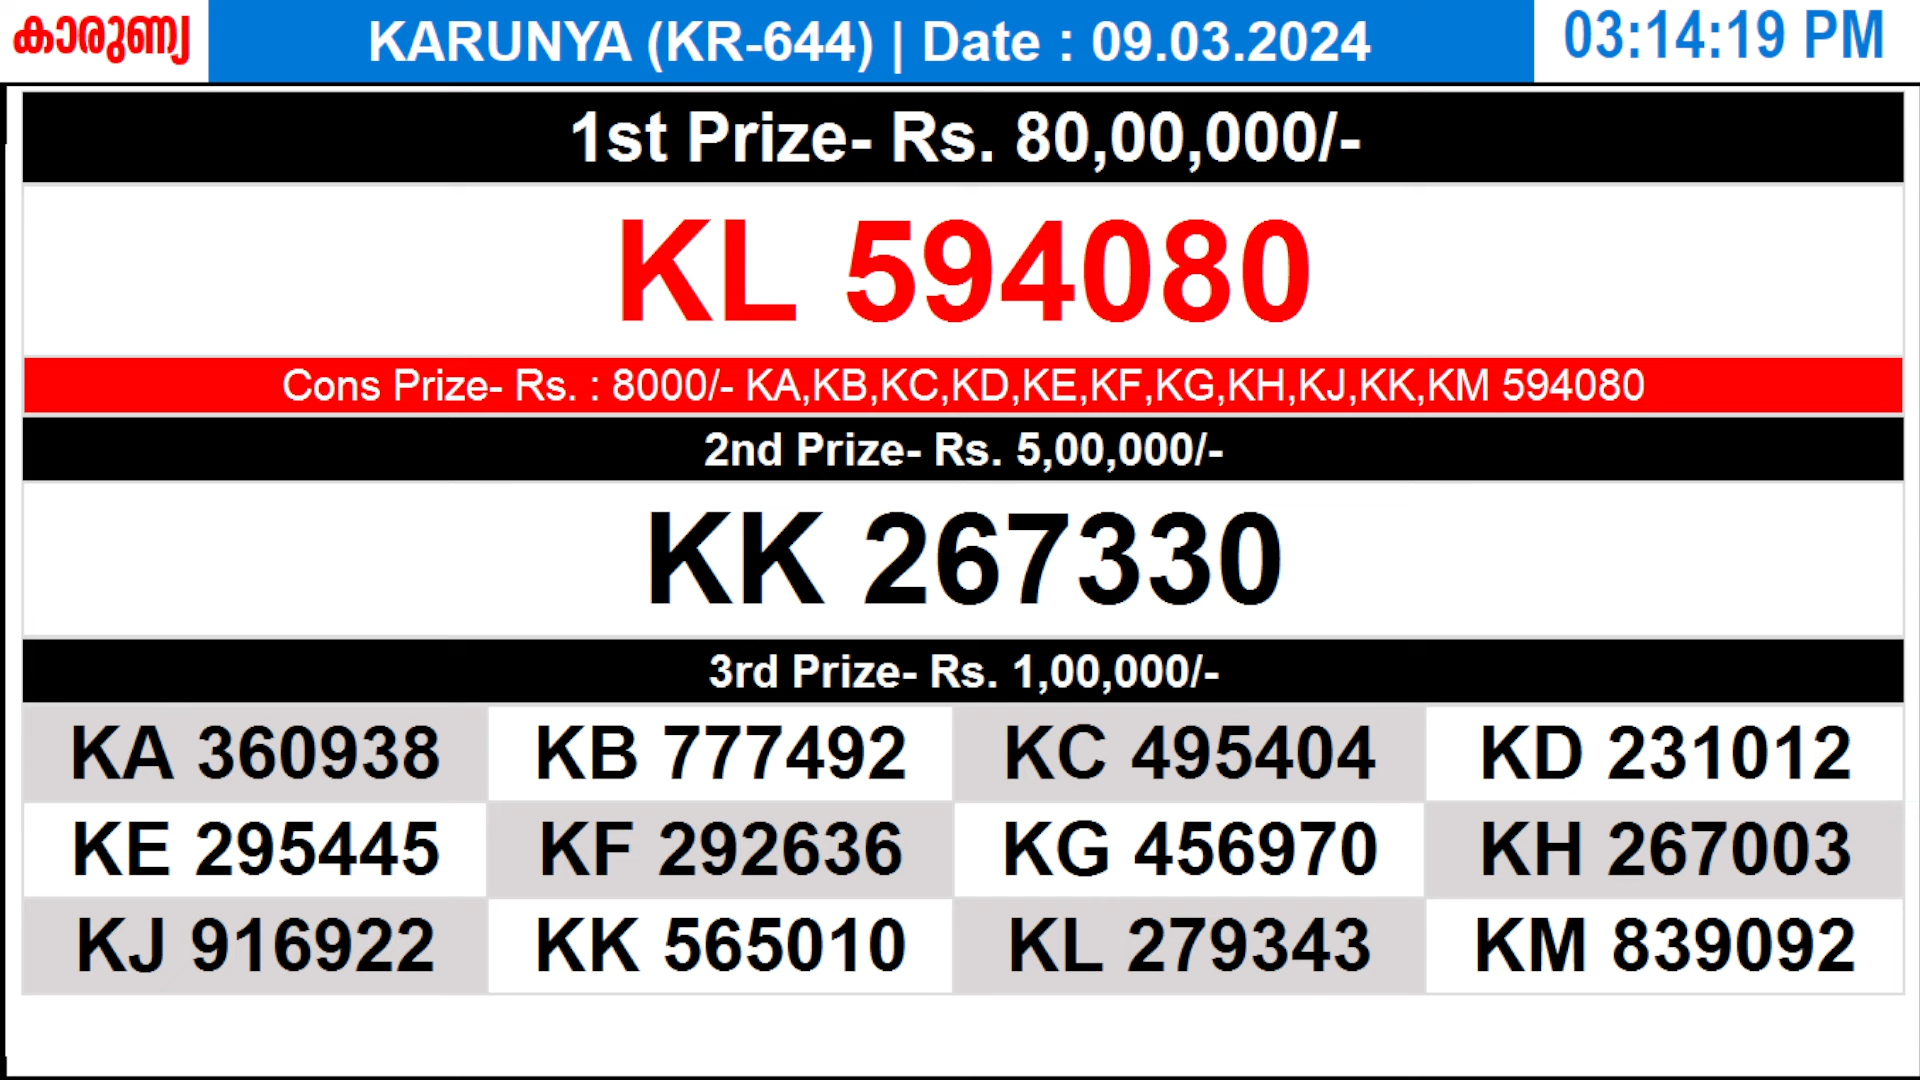 കാരുണ്യ
KARUNYA (KR-644) | Date : 09.03.2024
03:14:19 PM
1st Prize- Rs. 80,00,000/-
KL 594080
Cons Prize- Rs. : 8000/- KA,KB,KC,KD,KE,KF,KG,KH,KJ,KK,KM 594080
2nd Prize- Rs. 5,00,000/-
KK 267330
3rd Prize- Rs. 1,00,000/-
KA 360938 KB 777492 KC 495404 KD 231012
KE 295445 KF 292636 KG 456970 KH 267003
KJ 916922 KK 565010 KL 279343 KM 839092